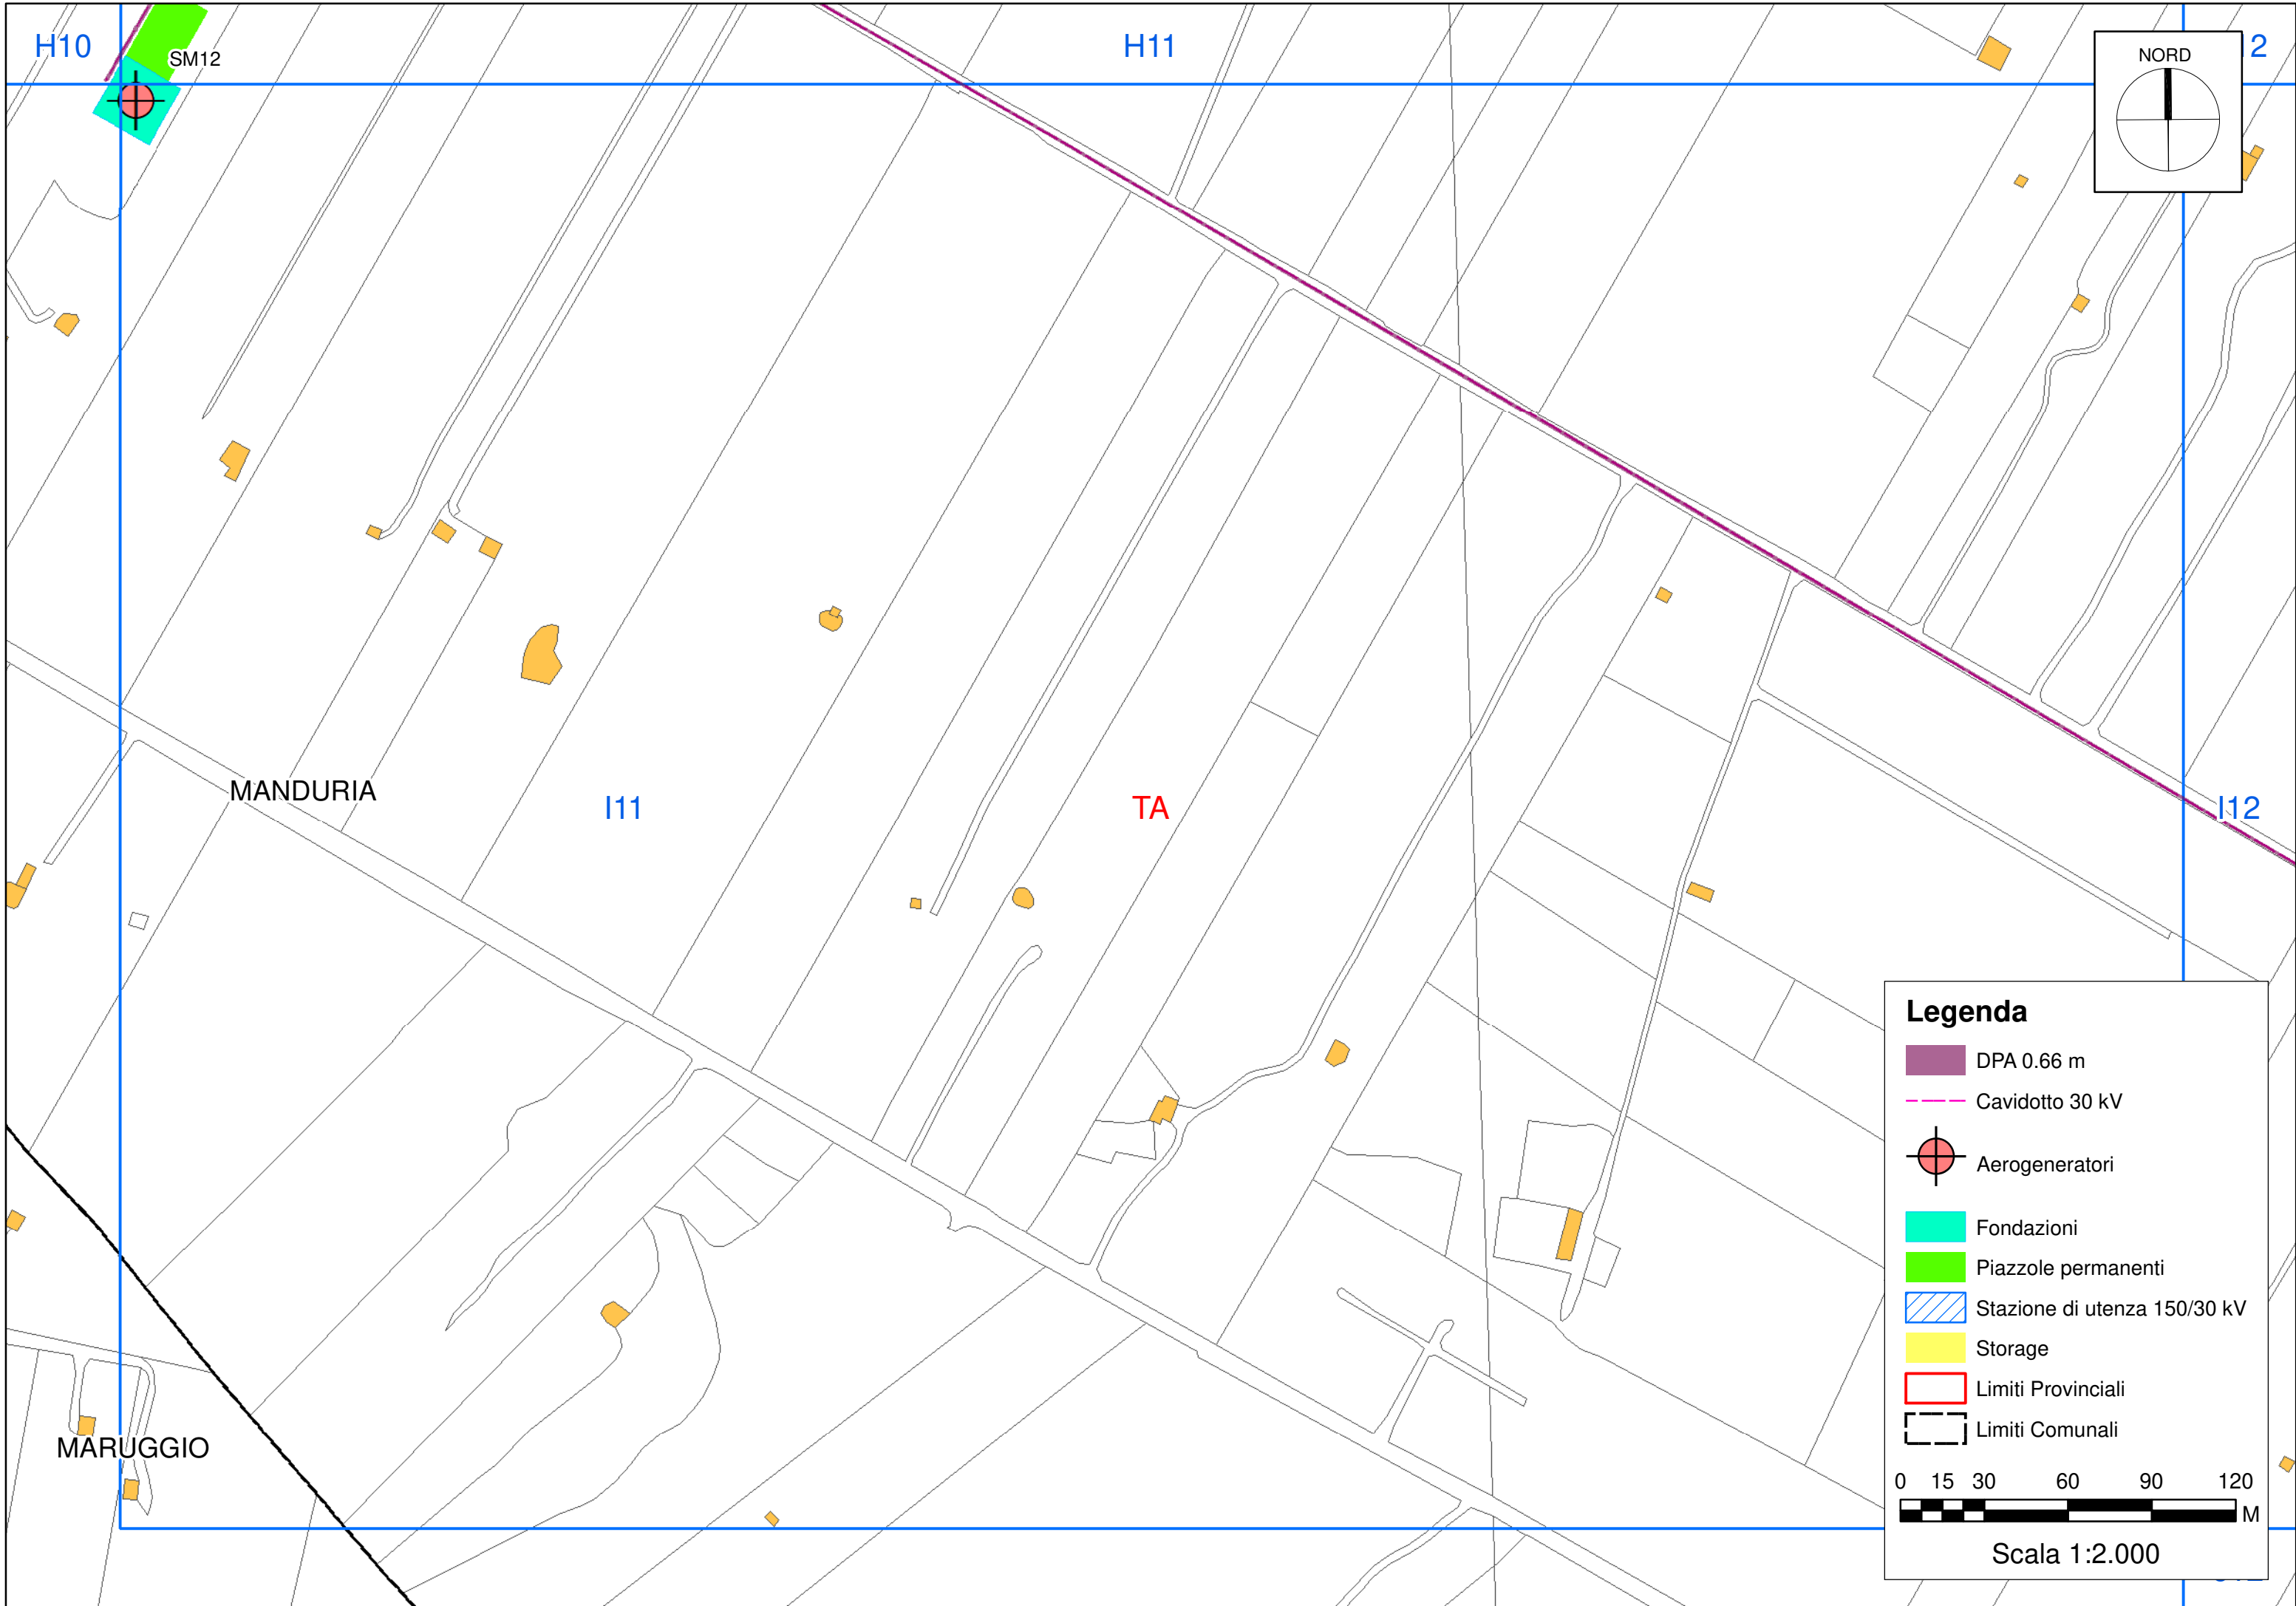 H10
SM12
H11
NORD
2
MANDURIA
I11
TA
I12
Legenda
DPA 0.66 m
Cavidotto 30 kV
Aerogeneratori
Fondazioni
Piazzole permanenti
Stazione di utenza 150/30 kV
Storage
Limiti Provinciali
Limiti Comunali
0 15 30 60 90 120
M
Scala 1:2.000
MARUGGIO